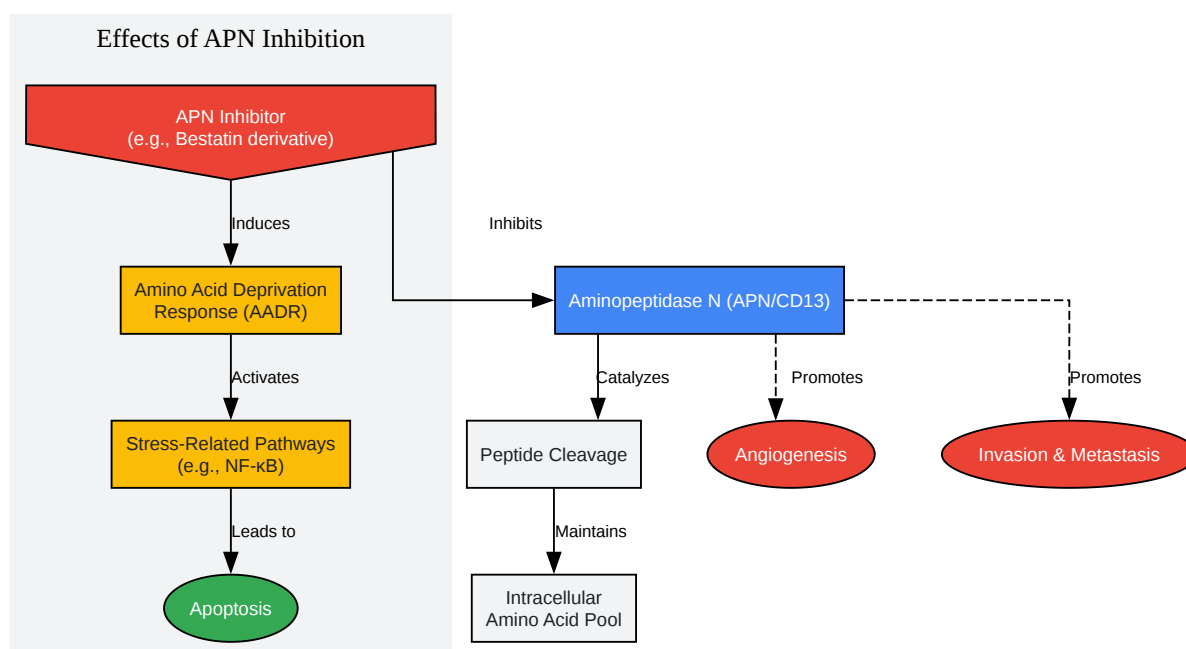 Effects of APN Inhibition
APN Inhibitor
(e.g., Bestatin derivative)
Induces
Inhibits
Amino Acid Deprivation
Response (AADR)
Aminopeptidase N (APN/CD13)
Activates
Catalyzes
Promotes
Promotes
Stress-Related Pathways
(e.g., NF-κB)
Peptide Cleavage
Angiogenesis
Invasion & Metastasis
Leads to
Maintains
Apoptosis
Intracellular
Amino Acid Pool